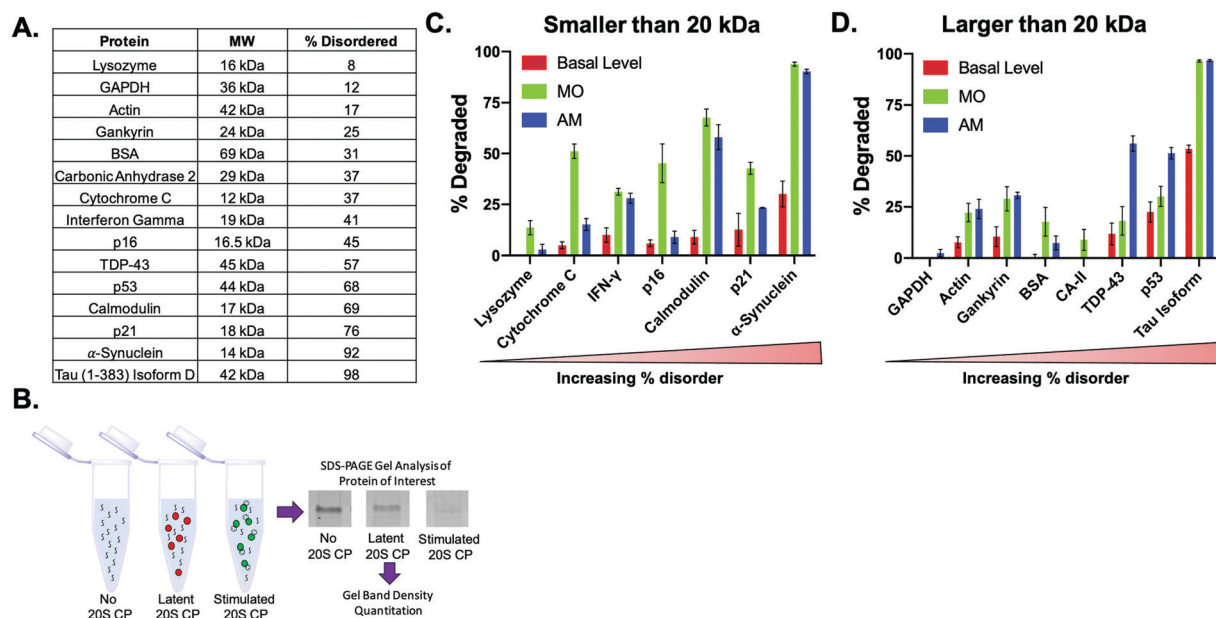 A.
Protein MW % Disordered
Lysozyme 16 kDa 8
GAPDH 36 kDa 12
Actin 42 kDa 17
Gankyrin 24 kDa 25
BSA 69 kDa 31
Carbonic Anhydrase 2 29 kDa 37
Cytochrome C 12 kDa 37
Interferon Gamma 19 kDa 41
p16 16.5 kDa 45
TDP-43 45 kDa 57
p53 44 kDa 68
Calmodulin 17 kDa 69
p21 18 kDa 76
α-Synuclein 14 kDa 92
Tau (1-383) Isoform D 42 kDa 98
B.
No
20S CP
Latent
20S CP
Stimulated
20S CP
SDS-PAGE Gel Analysis of
Protein of Interest
No
20S CP
Latent
20S CP
Stimulated
20S CP
Gel Band Density
Quantitation
C.
Smaller than 20 kDa
% Degraded
100
75
50
25
0
Basal Level
MO
AM
Lysozyme
Cytochrome C
IFN-γ
p16
Calmodulin
p21
α-Synuclein
Increasing % disorder
D.
Larger than 20 kDa
% Degraded
100
75
50
25
0
Basal Level
MO
AM
GAPDH
Actin
Gankyrin
BSA
CA-II
TDP-43
p53
Tau Isoform
Increasing % disorder